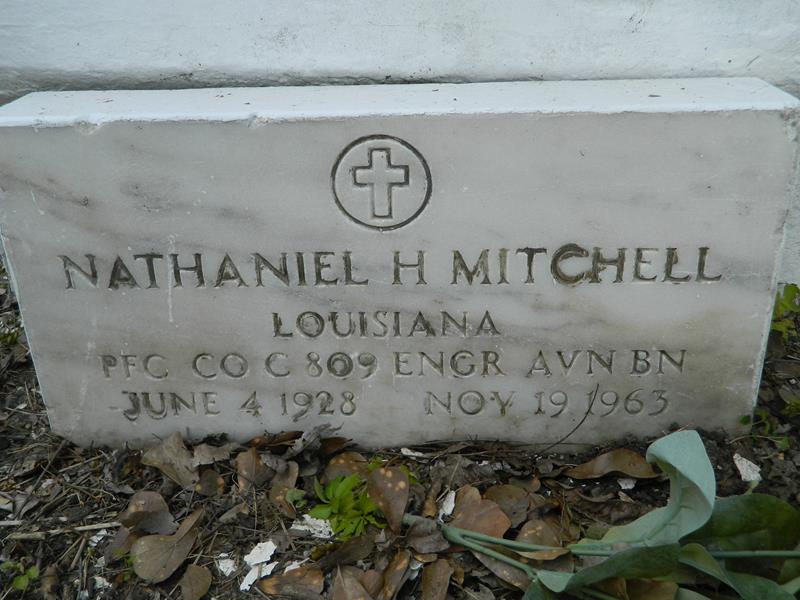 NATHANIEL H MITCHELL
LOUISIANA
PFC CO C 809 ENGR AVN BN
JUNE 4 1928 NOV 19 1963